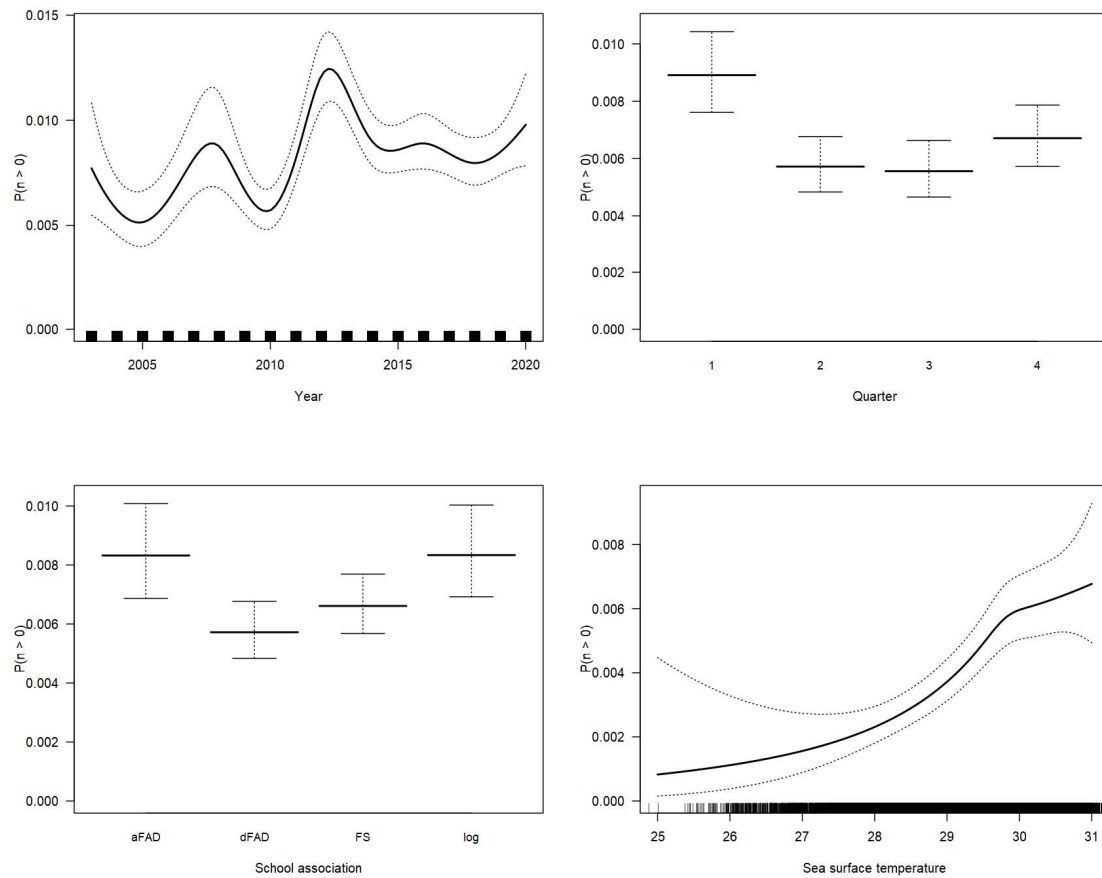 0.015
0.010
0.005
0.000
P(n > 0)
2005 2010 2015 2020
Year
0.010
0.008
0.006
0.004
0.002
0.000
P(n > 0)
1 2 3 4
Quarter
0.010
0.008
0.006
0.004
0.002
0.000
P(n > 0)
aFAD dFAD FS log
School association
0.008
0.006
0.004
0.002
0.000
P(n > 0)
25 26 27 28 29 30 31
Sea surface temperature